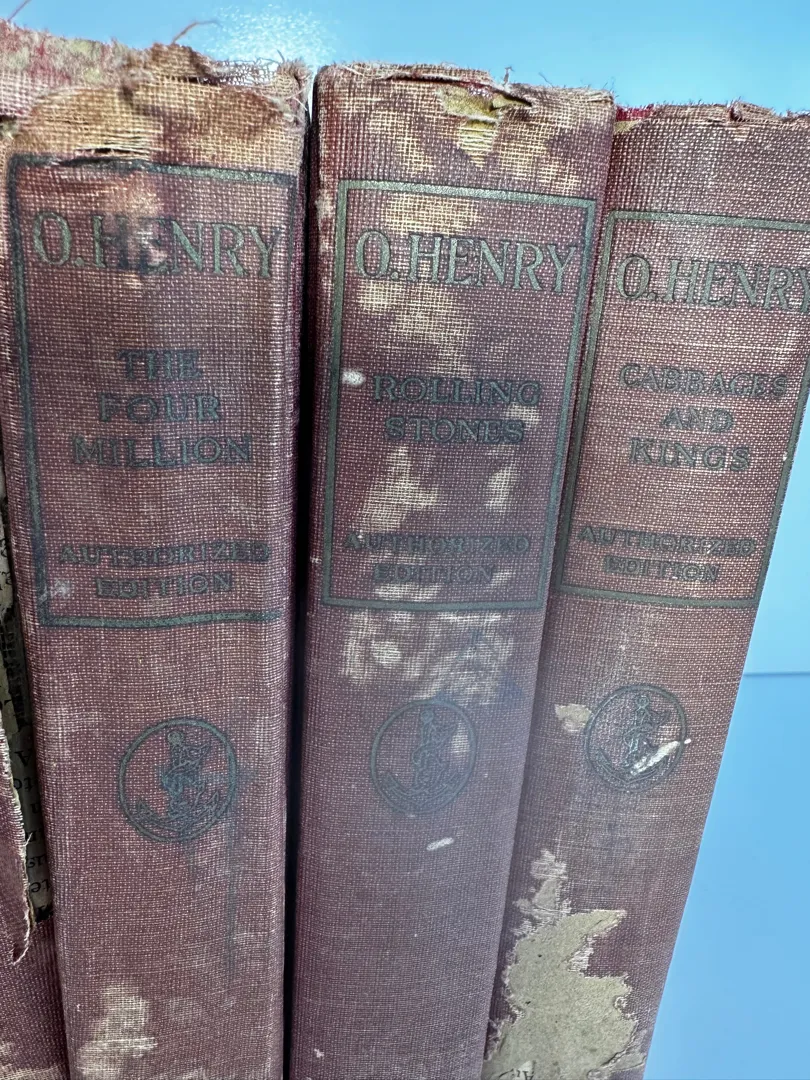 O. HENRY
THE
FOUR
MILLION
AUTHORIZED
EDITION
O. HENRY
ROLLING
STONES
AUTHORIZED
EDITION
O. HENRY
CABBAGES
AND
KINGS
AUTHORIZED
EDITION